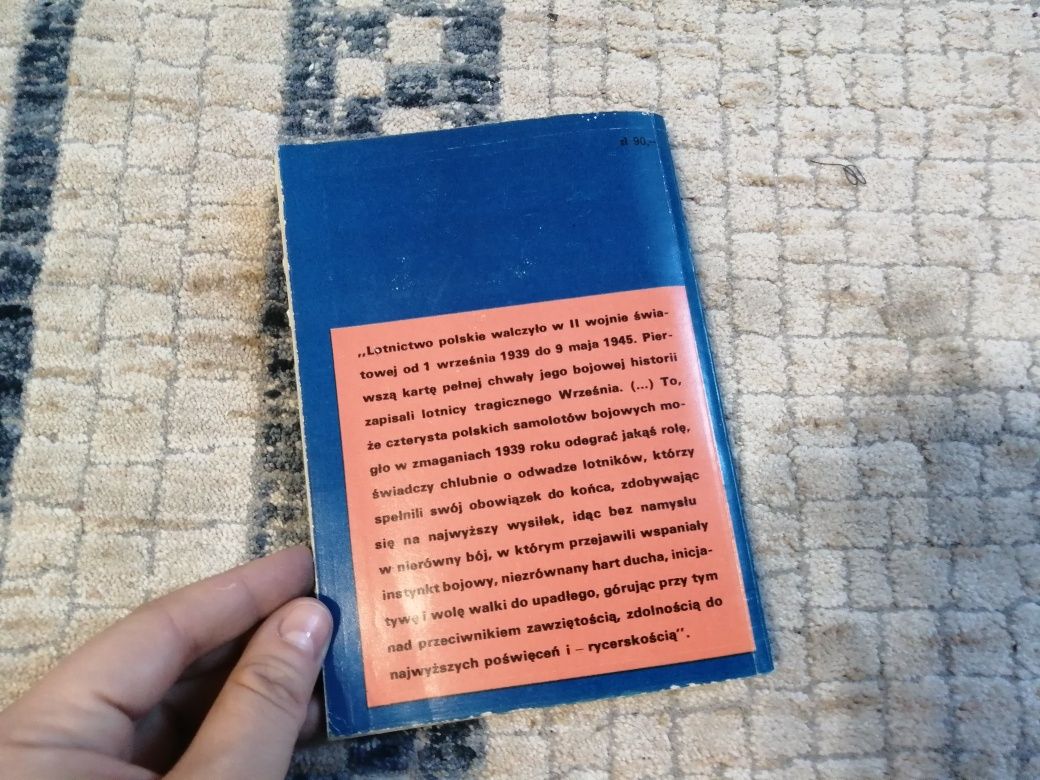 zł 90,—
„Lotnictwo polskie walczyło w II wojnie świa-
towej od 1 września 1939 do 9 maja 1945. Pier-
wszą kartę pełnej chwały jego bojowej historii
zapisali lotnicy tragicznego Września. (...) To,
że czterysta polskich samolotów bojowych mo-
gło w zmaganiach 1939 roku odegrać jakąś rolę,
świadczy chlubnie o odwadze lotników, którzy
spełnili swój obowiązek do końca, zdobywając
się na najwyższy wysiłek, idąc bez namysłu
w nierówny bój, w którym przejawili wspaniały
instynkt bojowy, niezrównany hart ducha, inicja-
tywę i wolę walki do upadłego, górując przy tym
nad przeciwnikiem zawziętością, zdolnością do
najwyższych poświęceń i – rycerskością”.